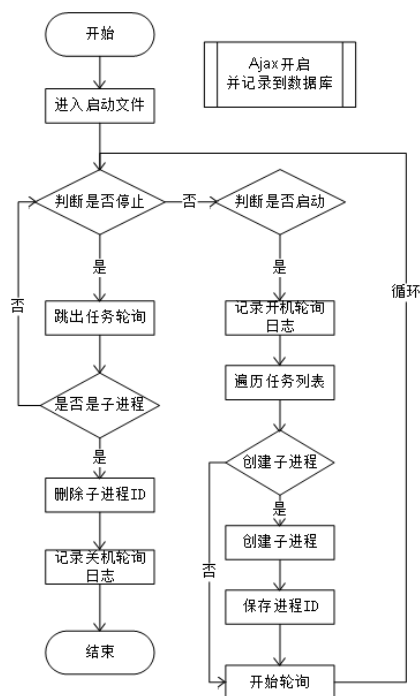 开始
Ajax开启
并记录到数据库
进入启动文件
判断是否停止
否
判断是否启动
是
是
循环
否
跳出任务轮询
记录开机轮询
日志
遍历任务列表
是否是子进程
是
创建子进程
删除子进程ID
是
创建子进程
记录关机轮询
日志
否
保存进程ID
结束
开始轮询